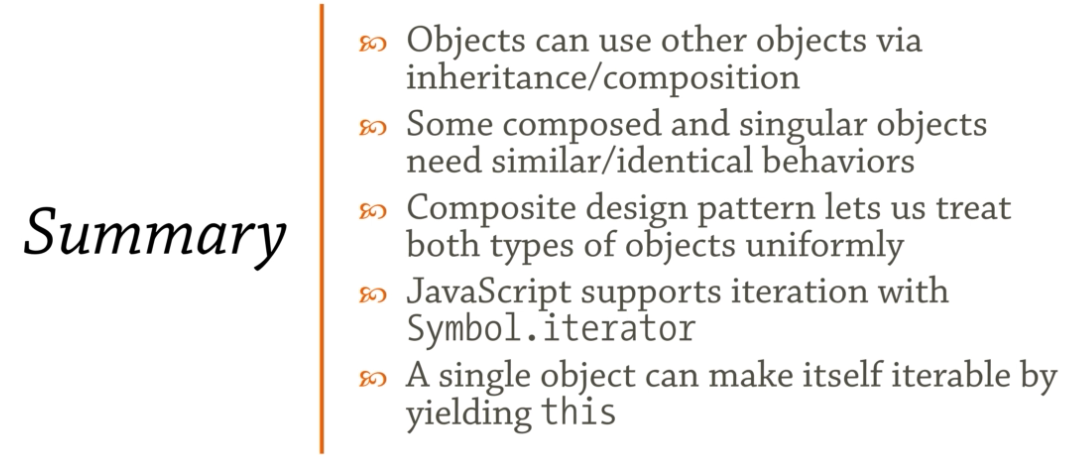 Summary
Objects can use other objects via
inheritance/composition
Some composed and singular objects
need similar/identical behaviors
Composite design pattern lets us treat
both types of objects uniformly
JavaScript supports iteration with
Symbol.iterator
A single object can make itself iterable by
yielding this